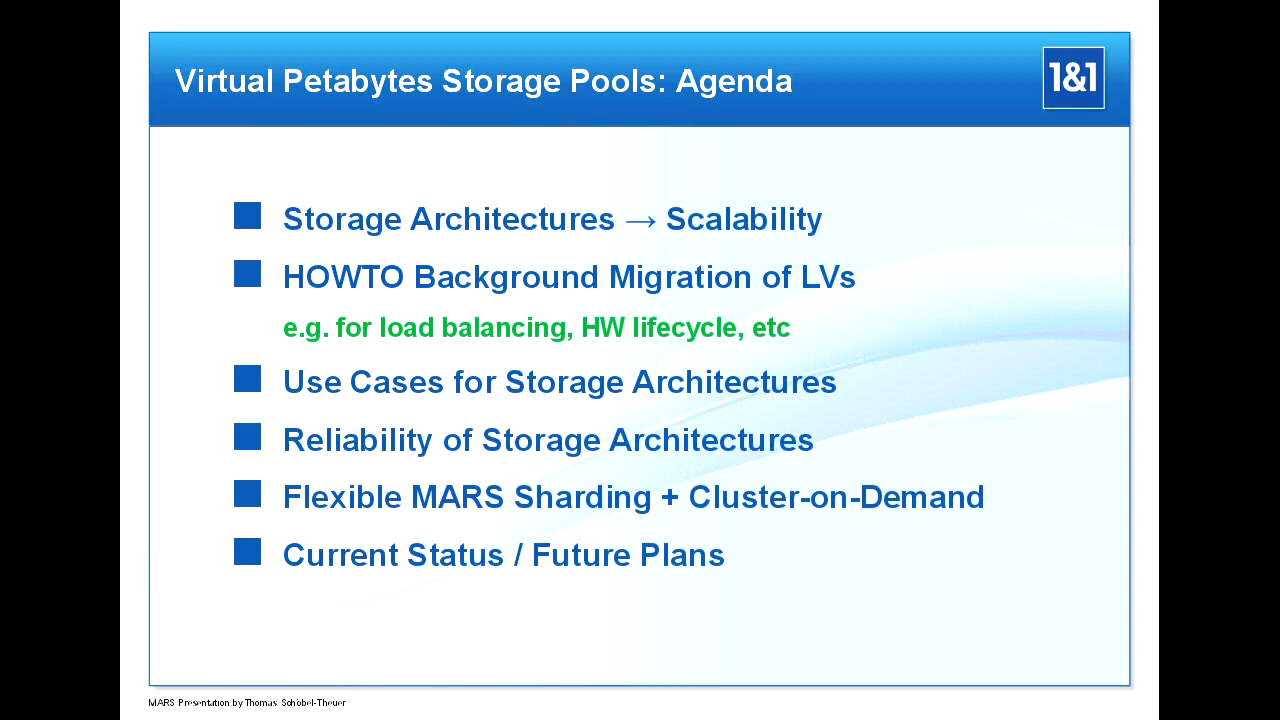 Virtual Petabytes Storage Pools: Agenda
1&1
Storage Architectures → Scalability
HOWTO Background Migration of LVs
e.g. for load balancing, HW lifecycle, etc
Use Cases for Storage Architectures
Reliability of Storage Architectures
Flexible MARS Sharding + Cluster-on-Demand
Current Status / Future Plans
MARS Presentation by Thomas Schöbel-Theuer